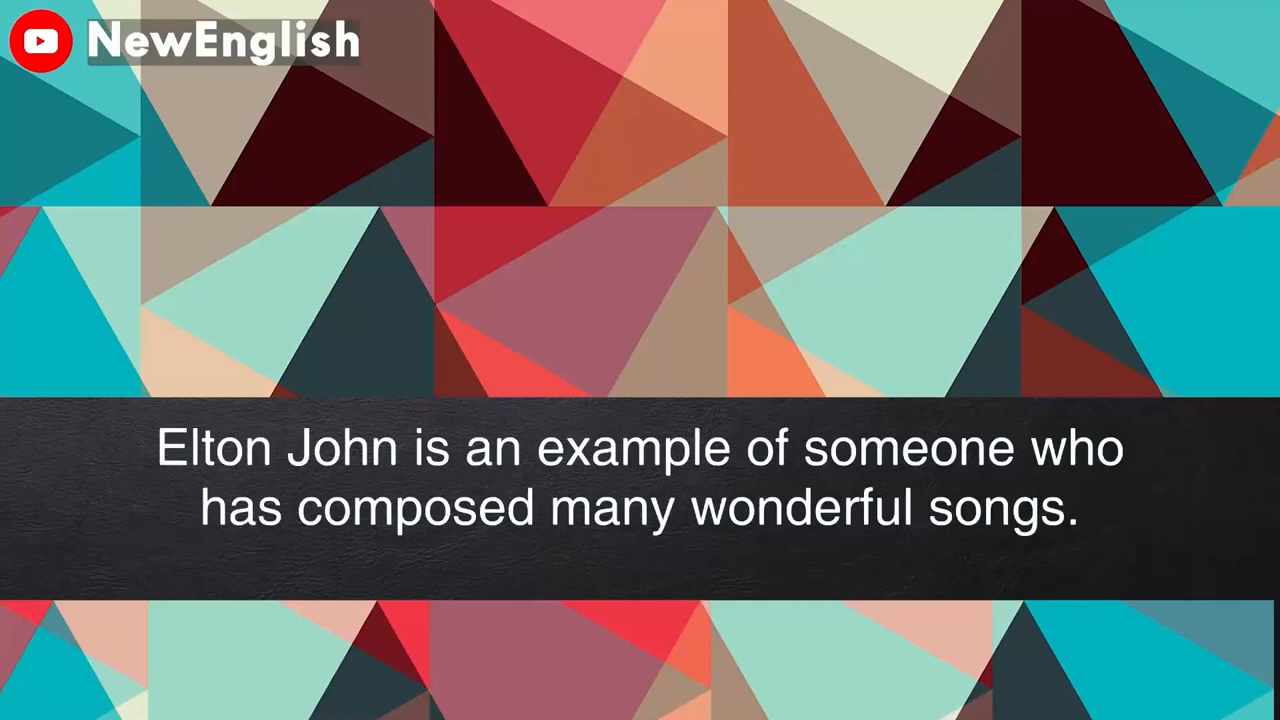 NewEnglish
Elton John is an example of someone who
has composed many wonderful songs.